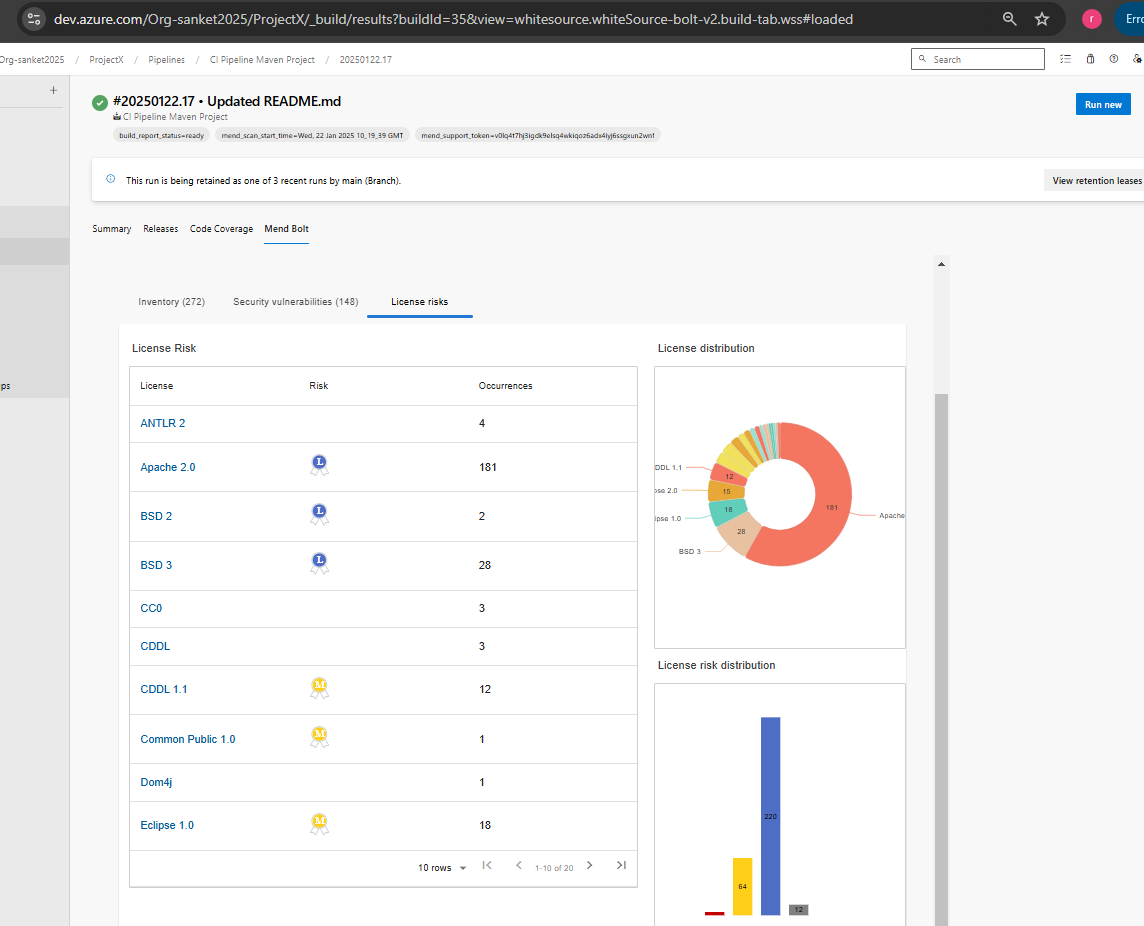 dev.azure.com/Org-sanket2025/ProjectX/_build/results?buildId=35&view=whitesource.whiteSource-bolt-v2.build-tab.wss#loaded
r
Erro
Org-sanket2025 / ProjectX / Pipelines / CI Pipeline Maven Project / 20250122.17
Search
#20250122.17 • Updated README.md
Run new
CI Pipeline Maven Project
build_report_status=ready
mend_scan_start_time=Wed, 22 Jan 2025 10_19_39 GMT
This run is being retained as one of 3 recent runs by main (Branch).
View retention leases
Summary Releases Code Coverage Mend Bolt
Inventory (272) Security vulnerabilities (148) License risks
ps
License Risk
License Risk Occurrences
ANTLR 2 4
Apache 2.0 L 181
BSD 2 L 2
BSD 3 L 28
CC0 3
CDDL 3
CDDL 1.1 M 12
Common Public 1.0 M 1
Dom4j 1
Eclipse 1.0 M 18
10 rows 1-10 of 20
License distribution
DDL 1.1
12
ose 2.0
15
lipse 1.0
18
181
Apache
28
BSD 3
License risk distribution
220
64
12